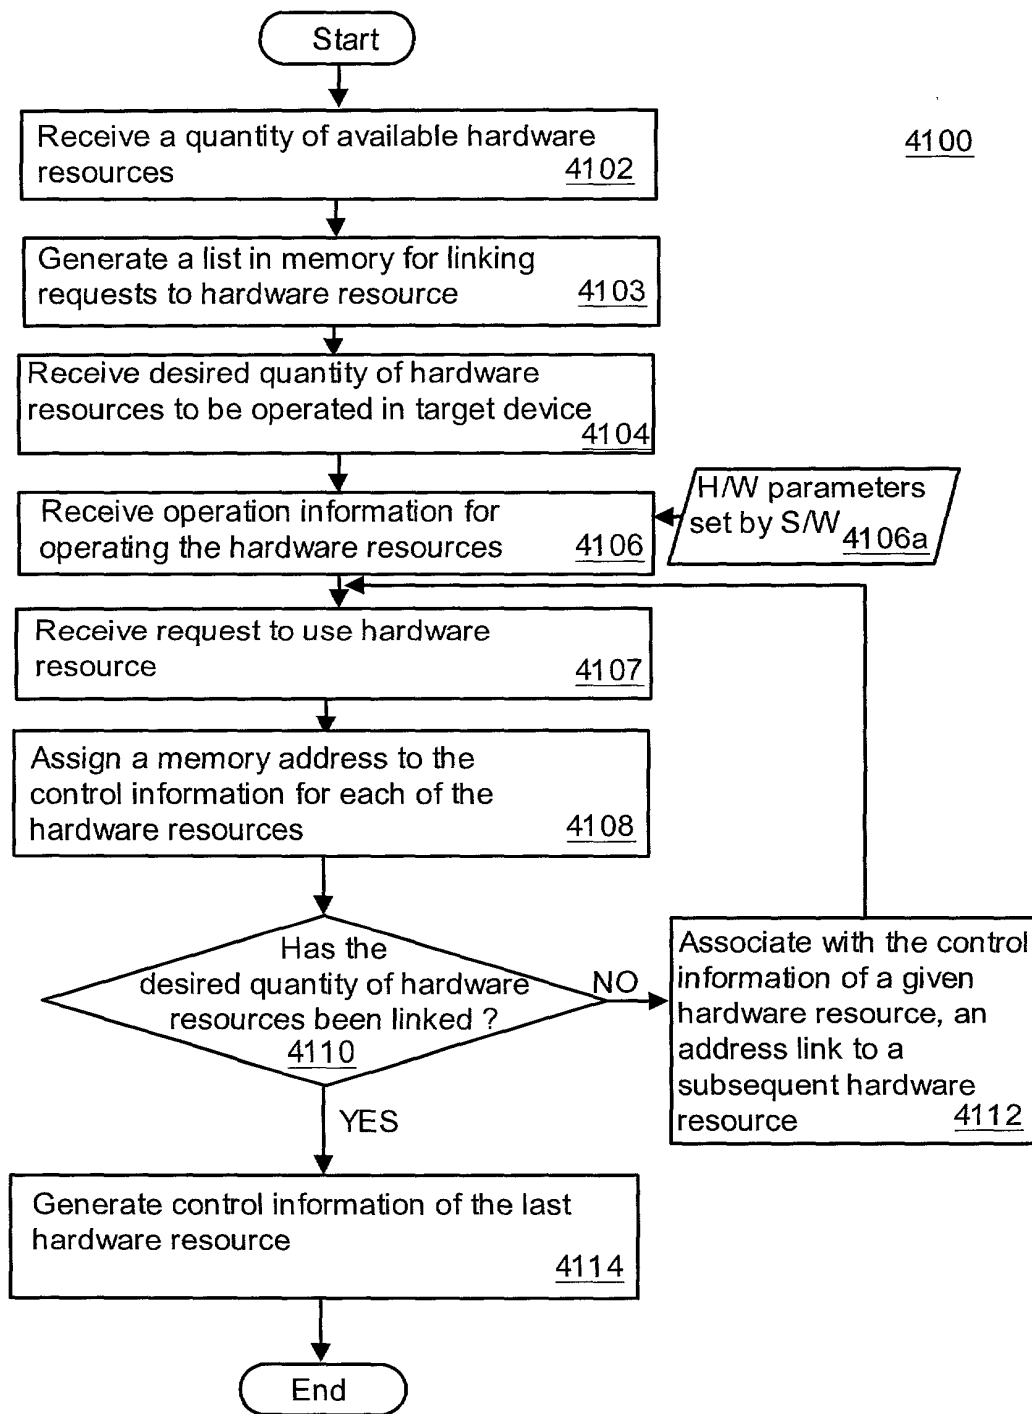 Start
4100
Receive a quantity of available hardware
resources
4102
Generate a list in memory for linking
requests to hardware resource
4103
Receive desired quantity of hardware
resources to be operated in target device
4104
Receive operation information for
operating the hardware resources
4106
H/W parameters
set by S/W
4106a
Receive request to use hardware
resource
4107
Assign a memory address to the
control information for each of the
hardware resources
4108
Has the
desired quantity of hardware
resources been linked ?
4110
NO
Associate with the control
information of a given
hardware resource, an
address link to a
subsequent hardware
resource
4112
YES
Generate control information of the last
hardware resource
4114
End